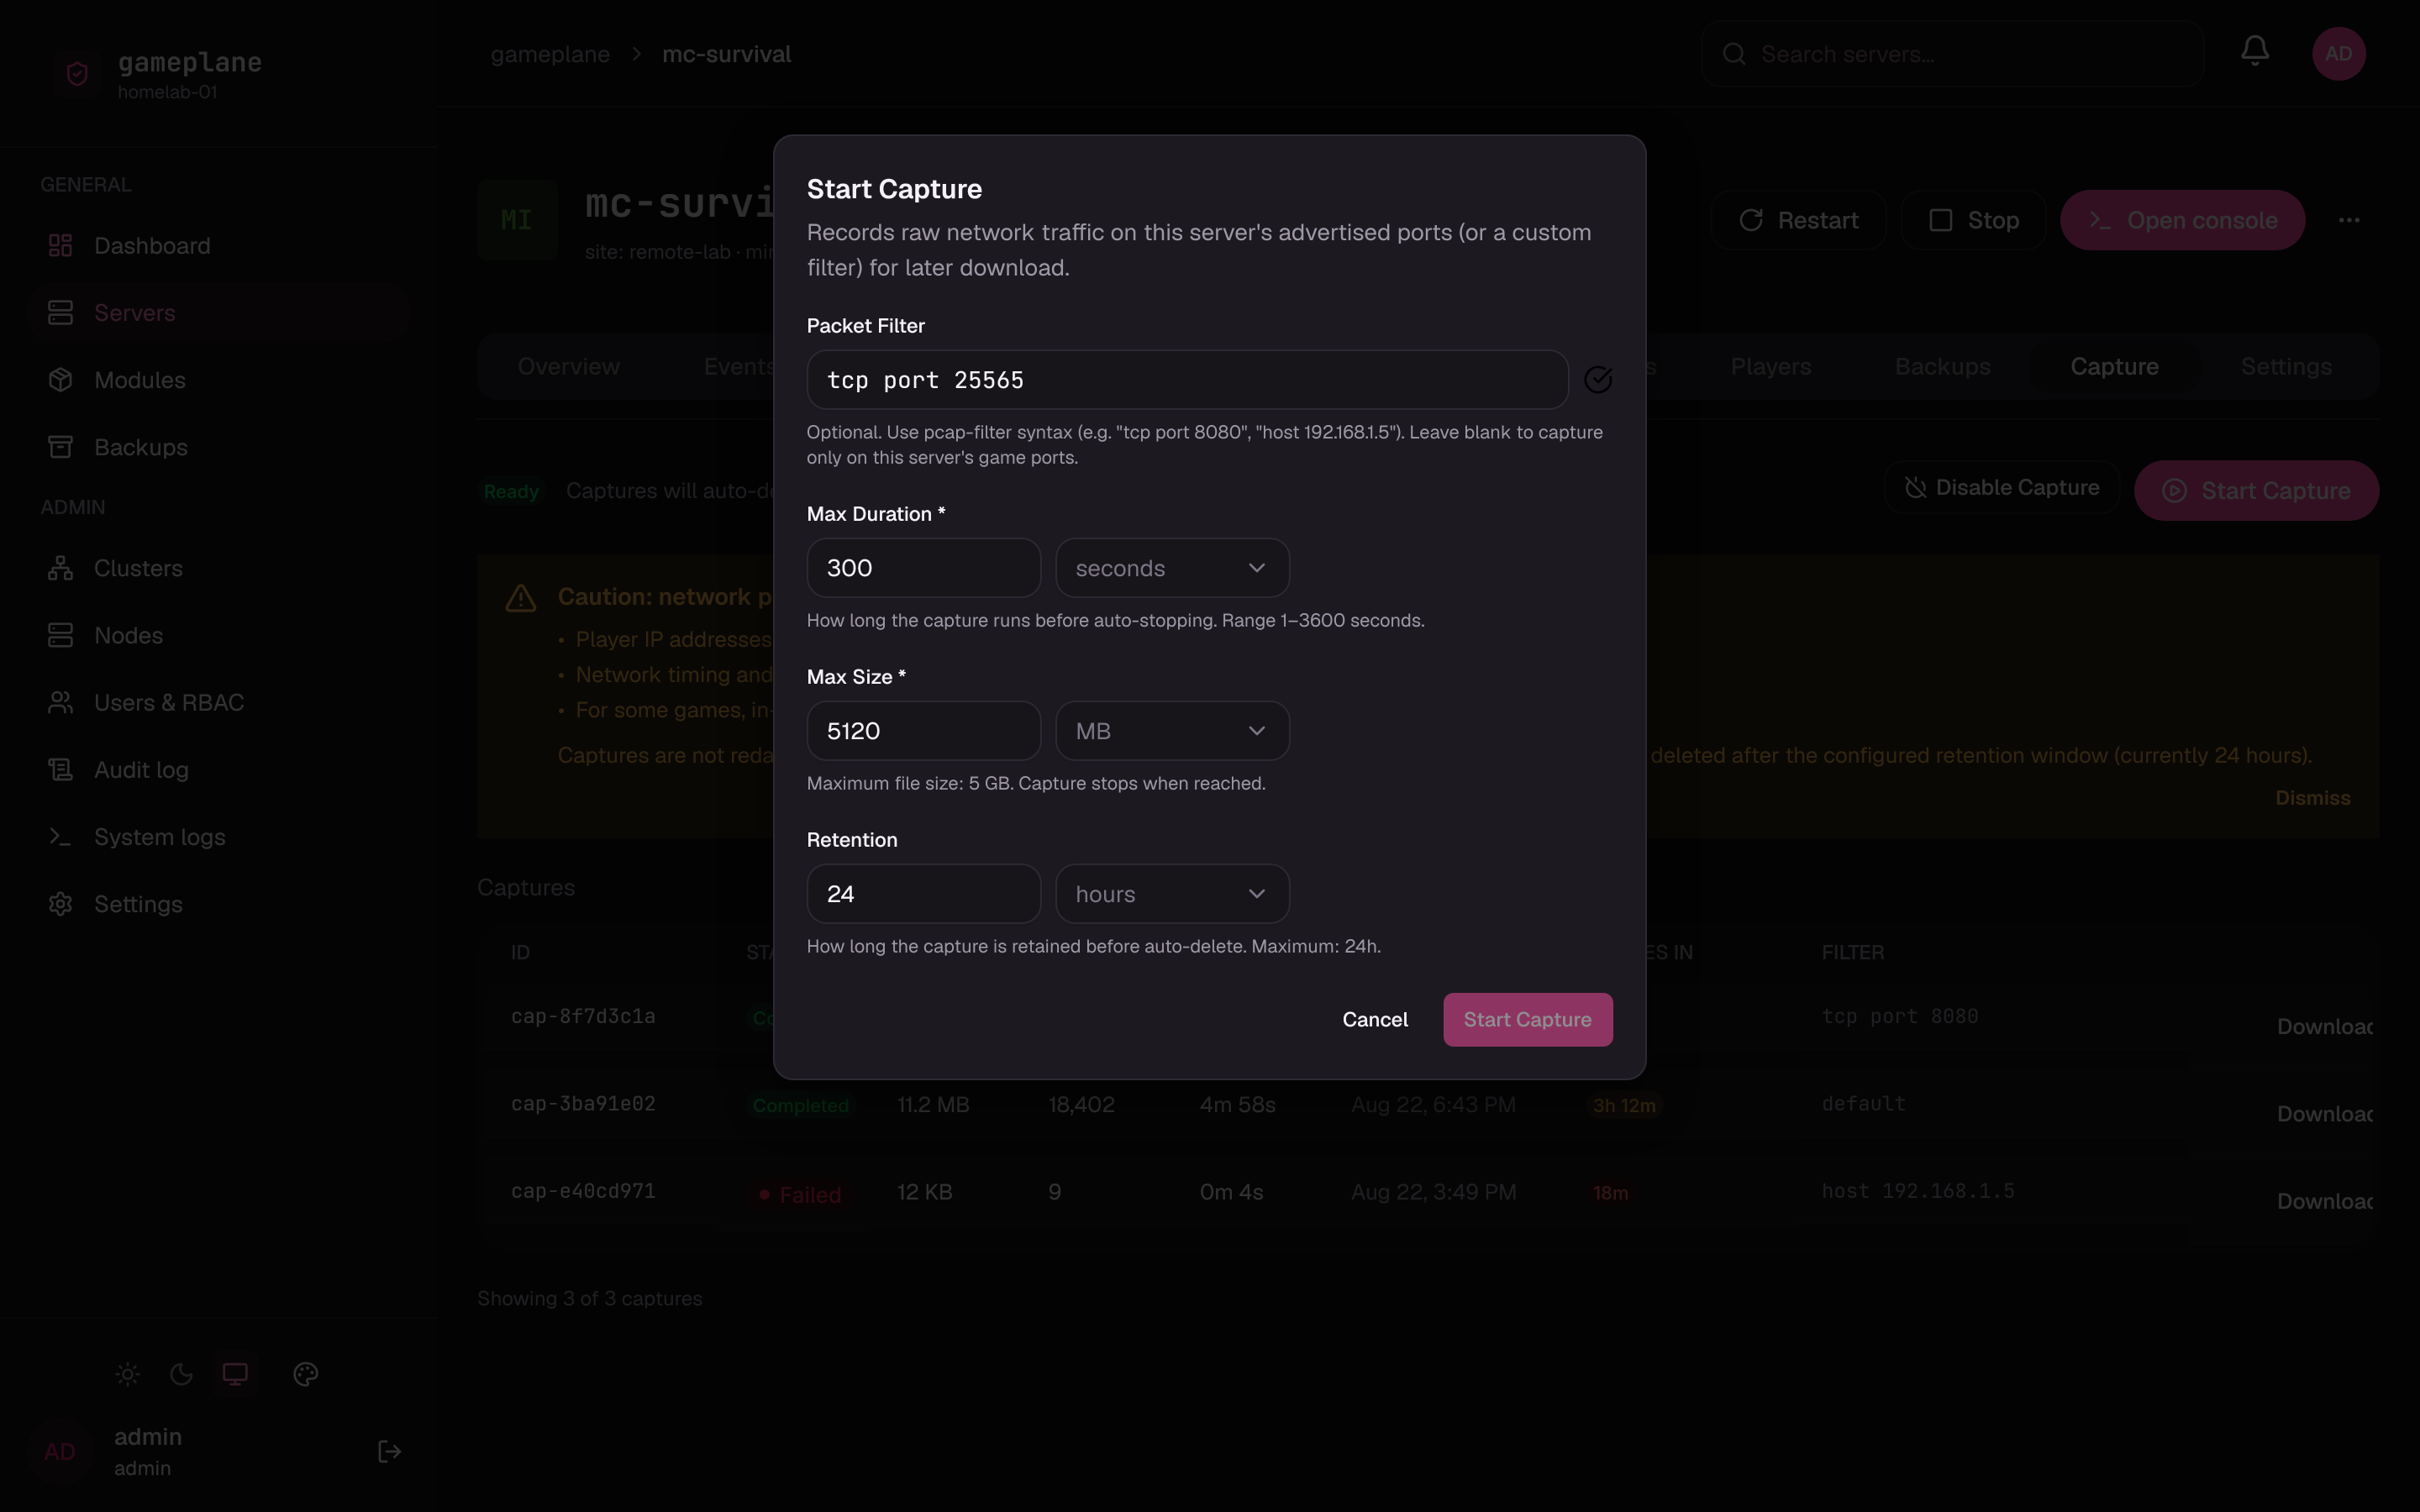 gameplane
homelab-01
GENERAL
Dashboard
Servers
Modules
Backups
ADMIN
Clusters
Nodes
Users & RBAC
Audit log
System logs
Settings
AD
admin
admin
gameplane
mc-survival
Search servers...
AD
MI
mc-survi
site: remote-lab
Restart
Stop
Open console
Overview
Events
Players
Backups
Capture
Settings
Ready
Captures will auto-de
Disable Capture
Start Capture
Caution: network p
• Player IP addresses
• Network timing and
• For some games, in-
Captures are not reda
deleted after the configured retention window (currently 24 hours).
Dismiss
Captures
ID
FILTER
cap-8f7d3c1a
tcp port 8080
Download
cap-3ba91e02
Completed
11.2 MB
18,402
4m 58s
Aug 22, 6:43 PM
3h 12m
default
Download
cap-e40cd971
Failed
12 KB
9
0m 4s
Aug 22, 3:49 PM
18m
host 192.168.1.5
Download
Showing 3 of 3 captures
Start Capture
Records raw network traffic on this server's advertised ports (or a custom
filter) for later download.
Packet Filter
tcp port 25565
Optional. Use pcap-filter syntax (e.g. "tcp port 8080", "host 192.168.1.5"). Leave blank to capture
only on this server's game ports.
Max Duration *
300
seconds
How long the capture runs before auto-stopping. Range 1–3600 seconds.
Max Size *
5120
MB
Maximum file size: 5 GB. Capture stops when reached.
Retention
24
hours
How long the capture is retained before auto-delete. Maximum: 24h.
Cancel
Start Capture